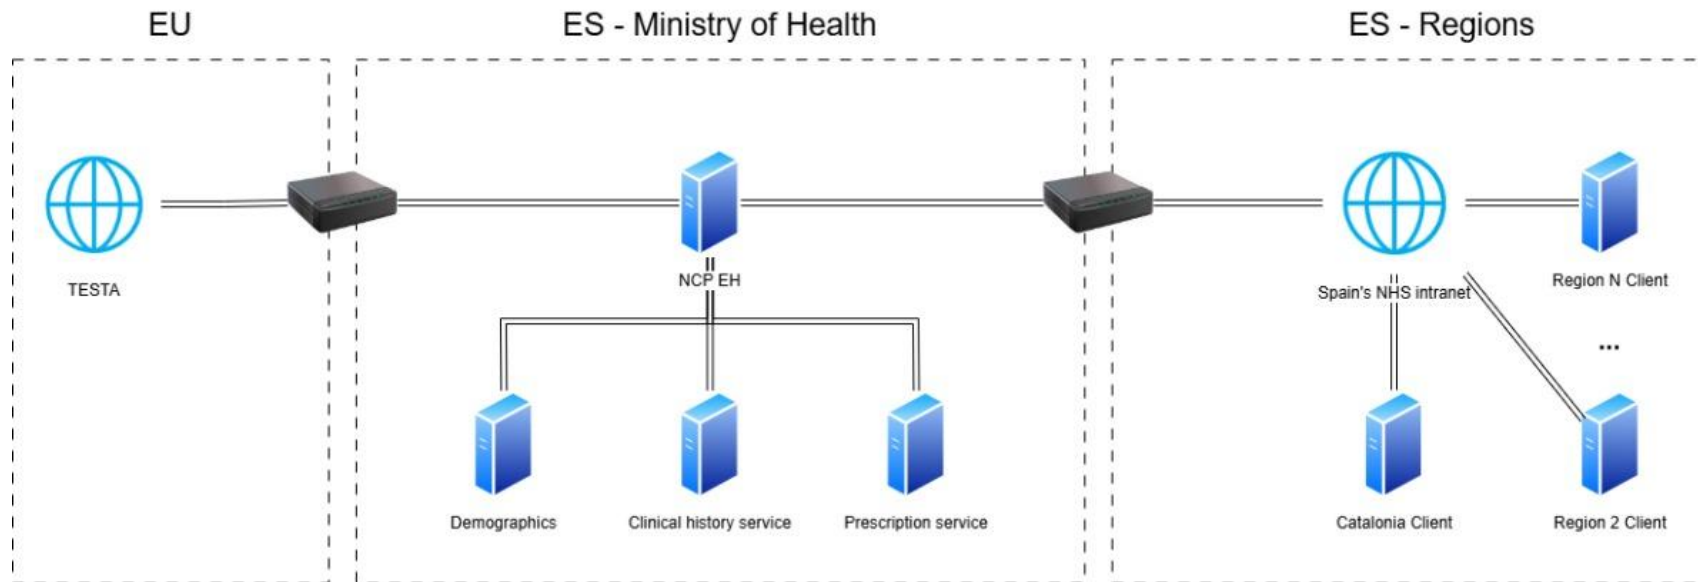 EU
ES - Ministry of Health
ES - Regions
TESTA
NCP EH
Spain's NHS intranet
Region N Client
...
Demographics
Clinical history service
Prescription service
Catalonia Client
Region 2 Client